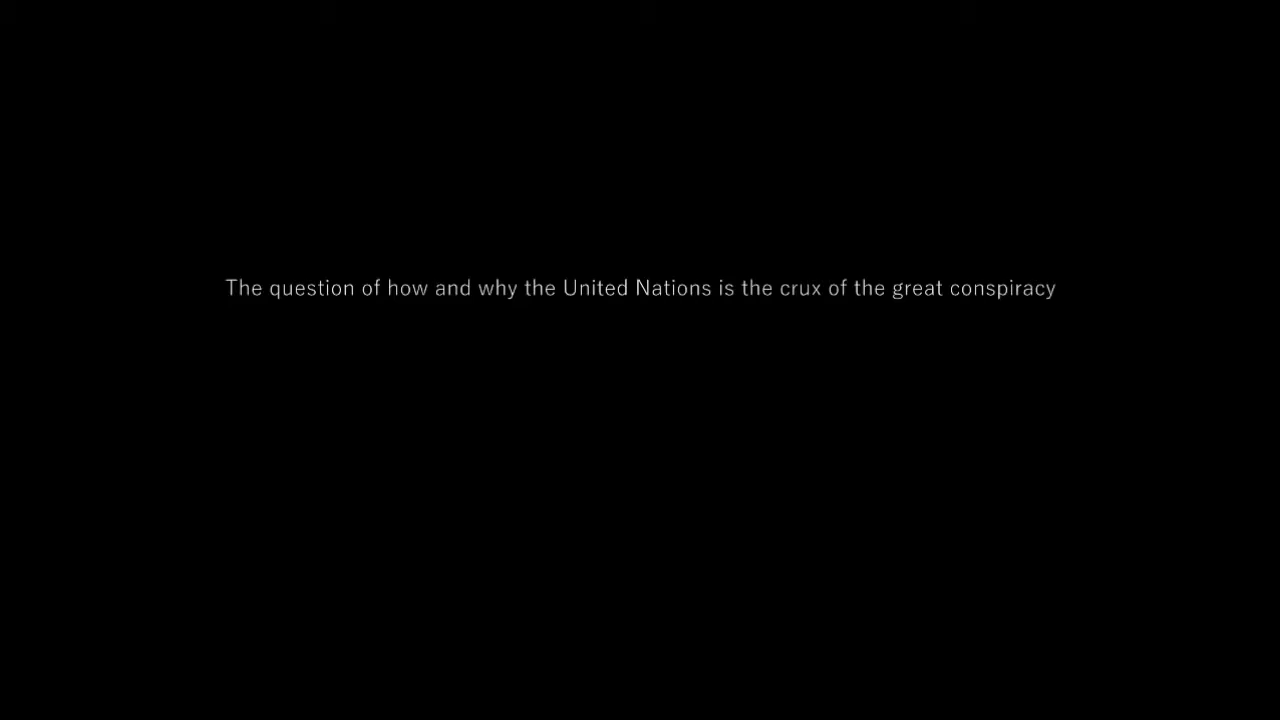 The question of how and why the United Nations is the crux of the great conspiracy